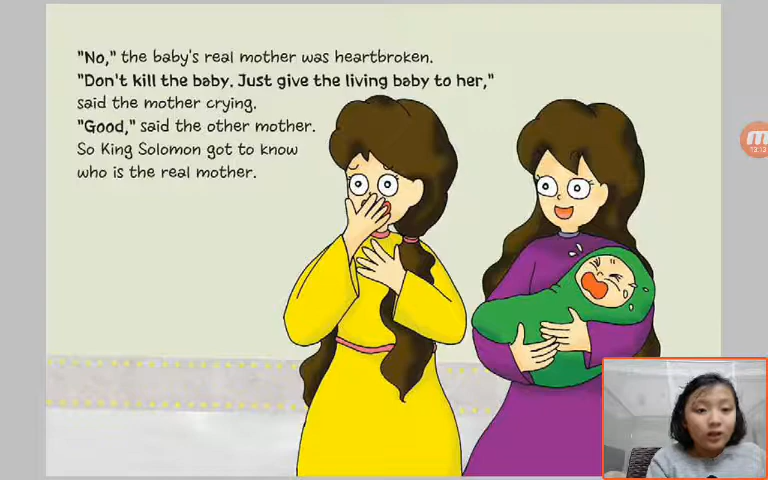 "No," the baby's real mother was heartbroken.
"Don't kill the baby. Just give the living baby to her,"
said the mother crying.
"Good," said the other mother.
So King Solomon got to know
who is the real mother.